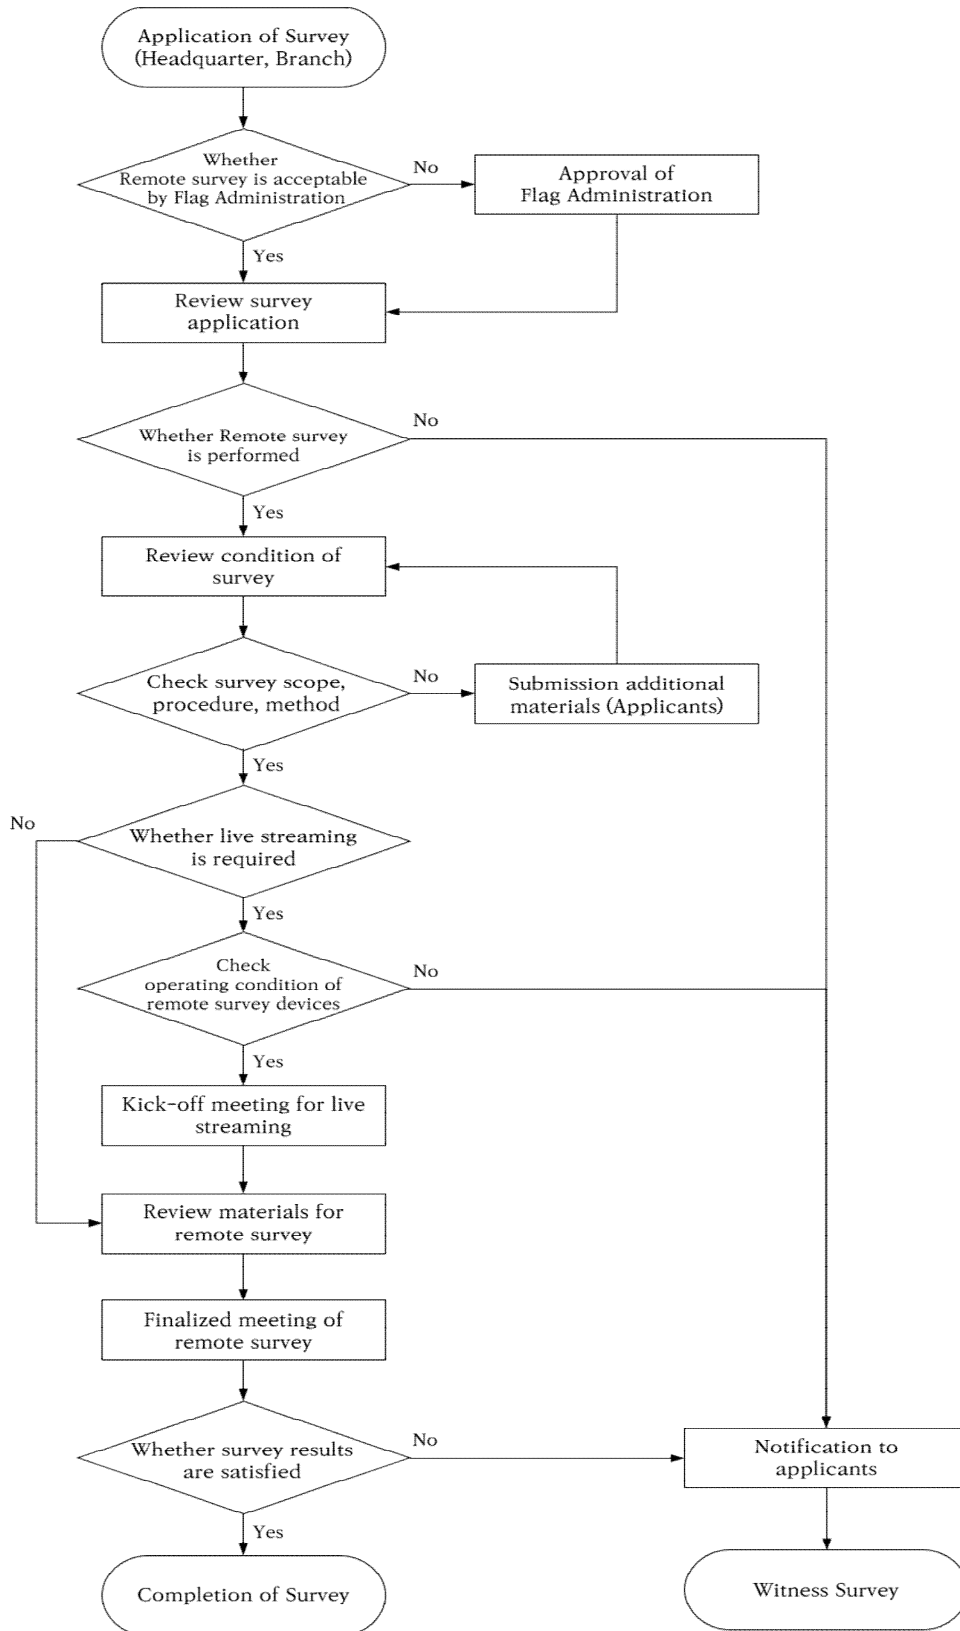 Application of Survey
(Headquarter, Branch)
Whether
Remote survey is acceptable
by Flag Administration
No
Approval of
Flag Administration
Yes
Review survey
application
Whether Remote survey
is performed
No
Yes
Review condition of
survey
Check survey scope,
procedure, method
No
Submission additional
materials (Applicants)
Yes
No
Whether live streaming
is required
Yes
Check
operating condition of
remote survey devices
No
Yes
Kick-off meeting for live
streaming
Review materials for
remote survey
Finalized meeting of
remote survey
Whether survey results
are satisfied
No
Notification to
applicants
Yes
Completion of Survey
Witness Survey